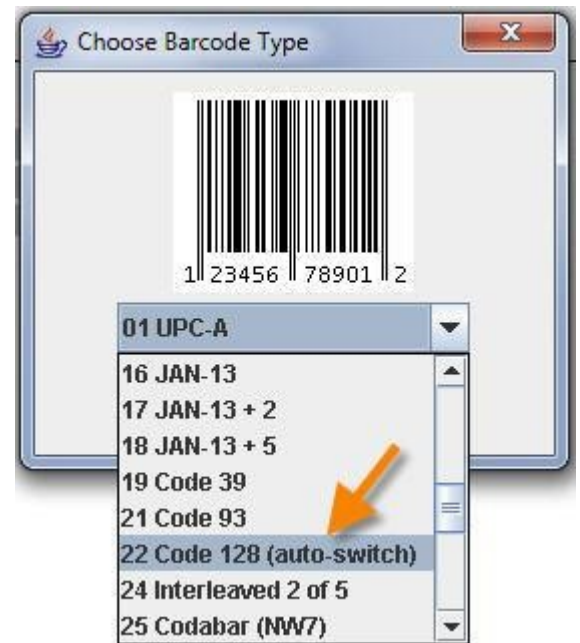 Choose Barcode Type
1 23456 78901 2
01 UPC-A
16 JAN-13
17 JAN-13 + 2
18 JAN-13 + 5
19 Code 39
21 Code 93
22 Code 128 (auto-switch)
24 Interleaved 2 of 5
25 Codabar (NW7)